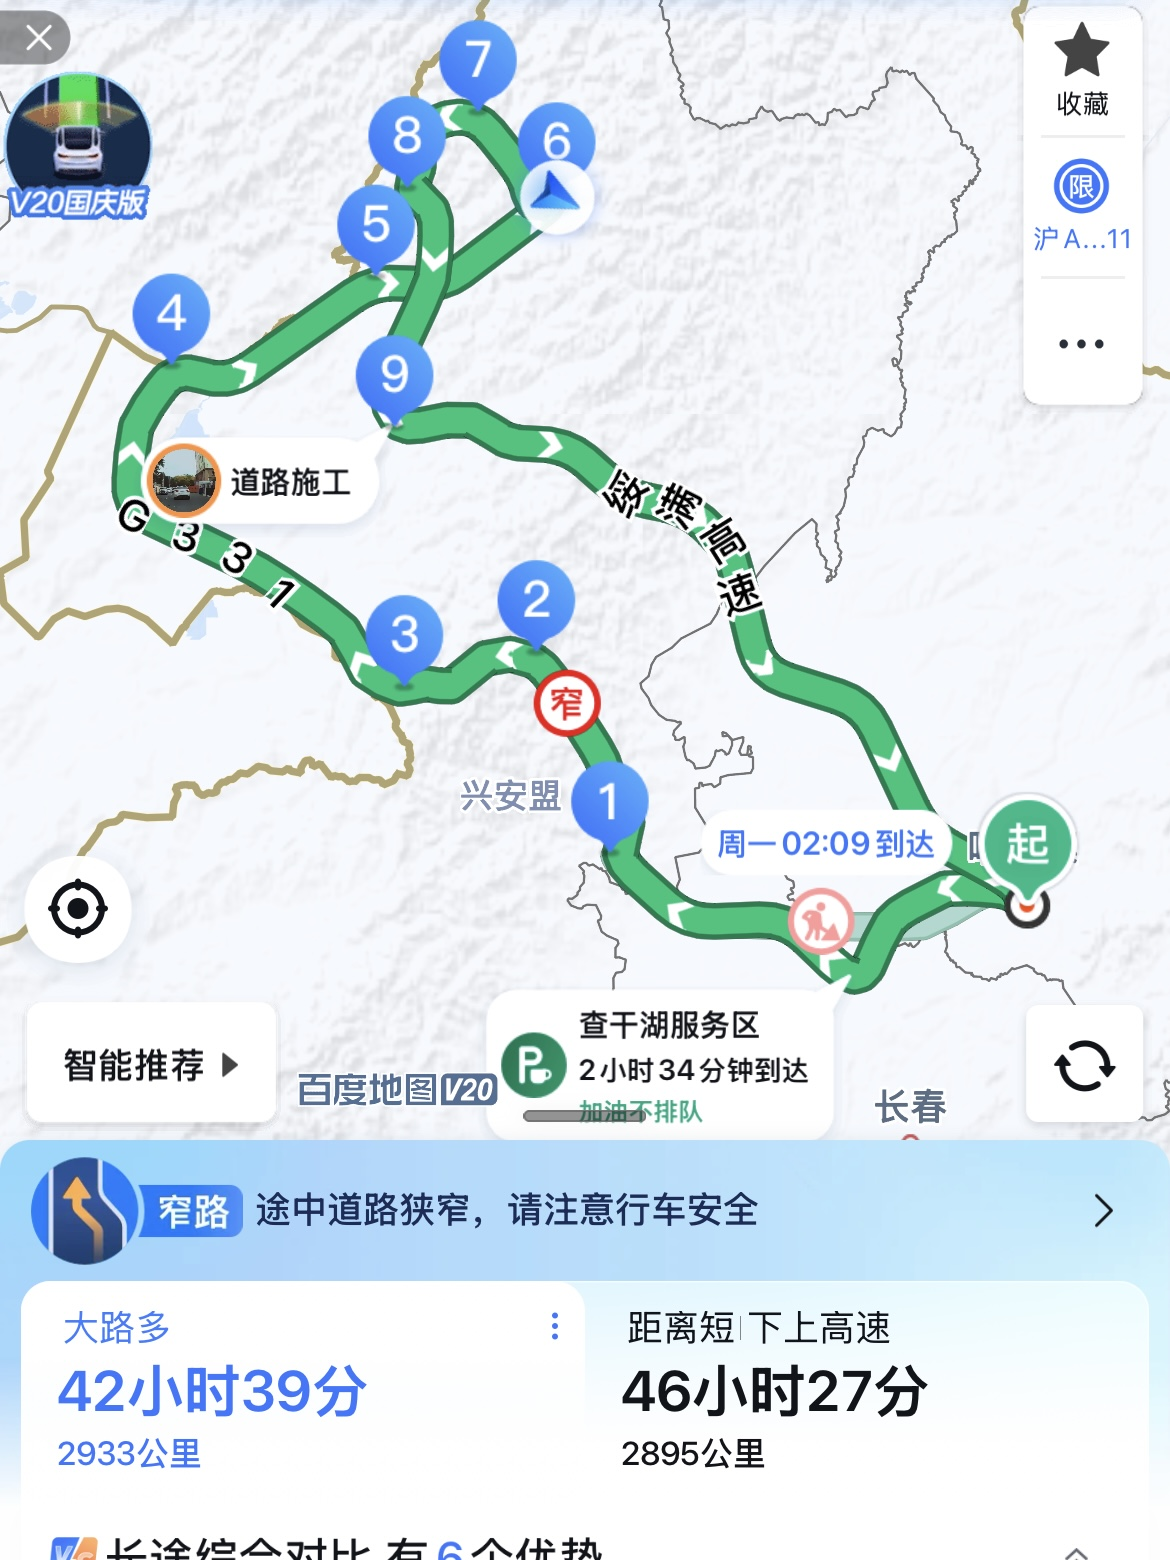 7
8
6
5
4
9
V20国庆版
收藏
限
沪A...11
道路施工
G331
绥满高速
2
3
窄
1
兴安盟
周一02:09到达
起
查干湖服务区
2小时34分钟到达
加油不排队
智能推荐
百度地图V20
长春
窄路
途中道路狭窄，请注意行车安全
大路多
42小时39分
2933公里
距离短 下上高速
46小时27分
2895公里
长途综合对比 有6个优势